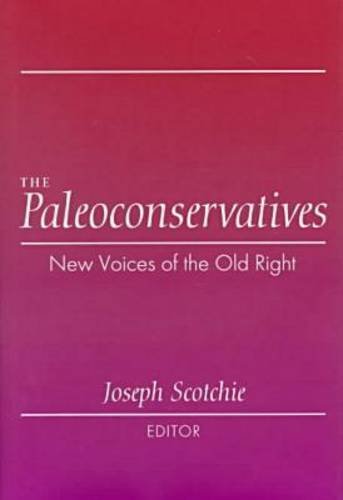 THE
Paleoconservatives
New Voices of the Old Right
Joseph Scotchie
EDITOR